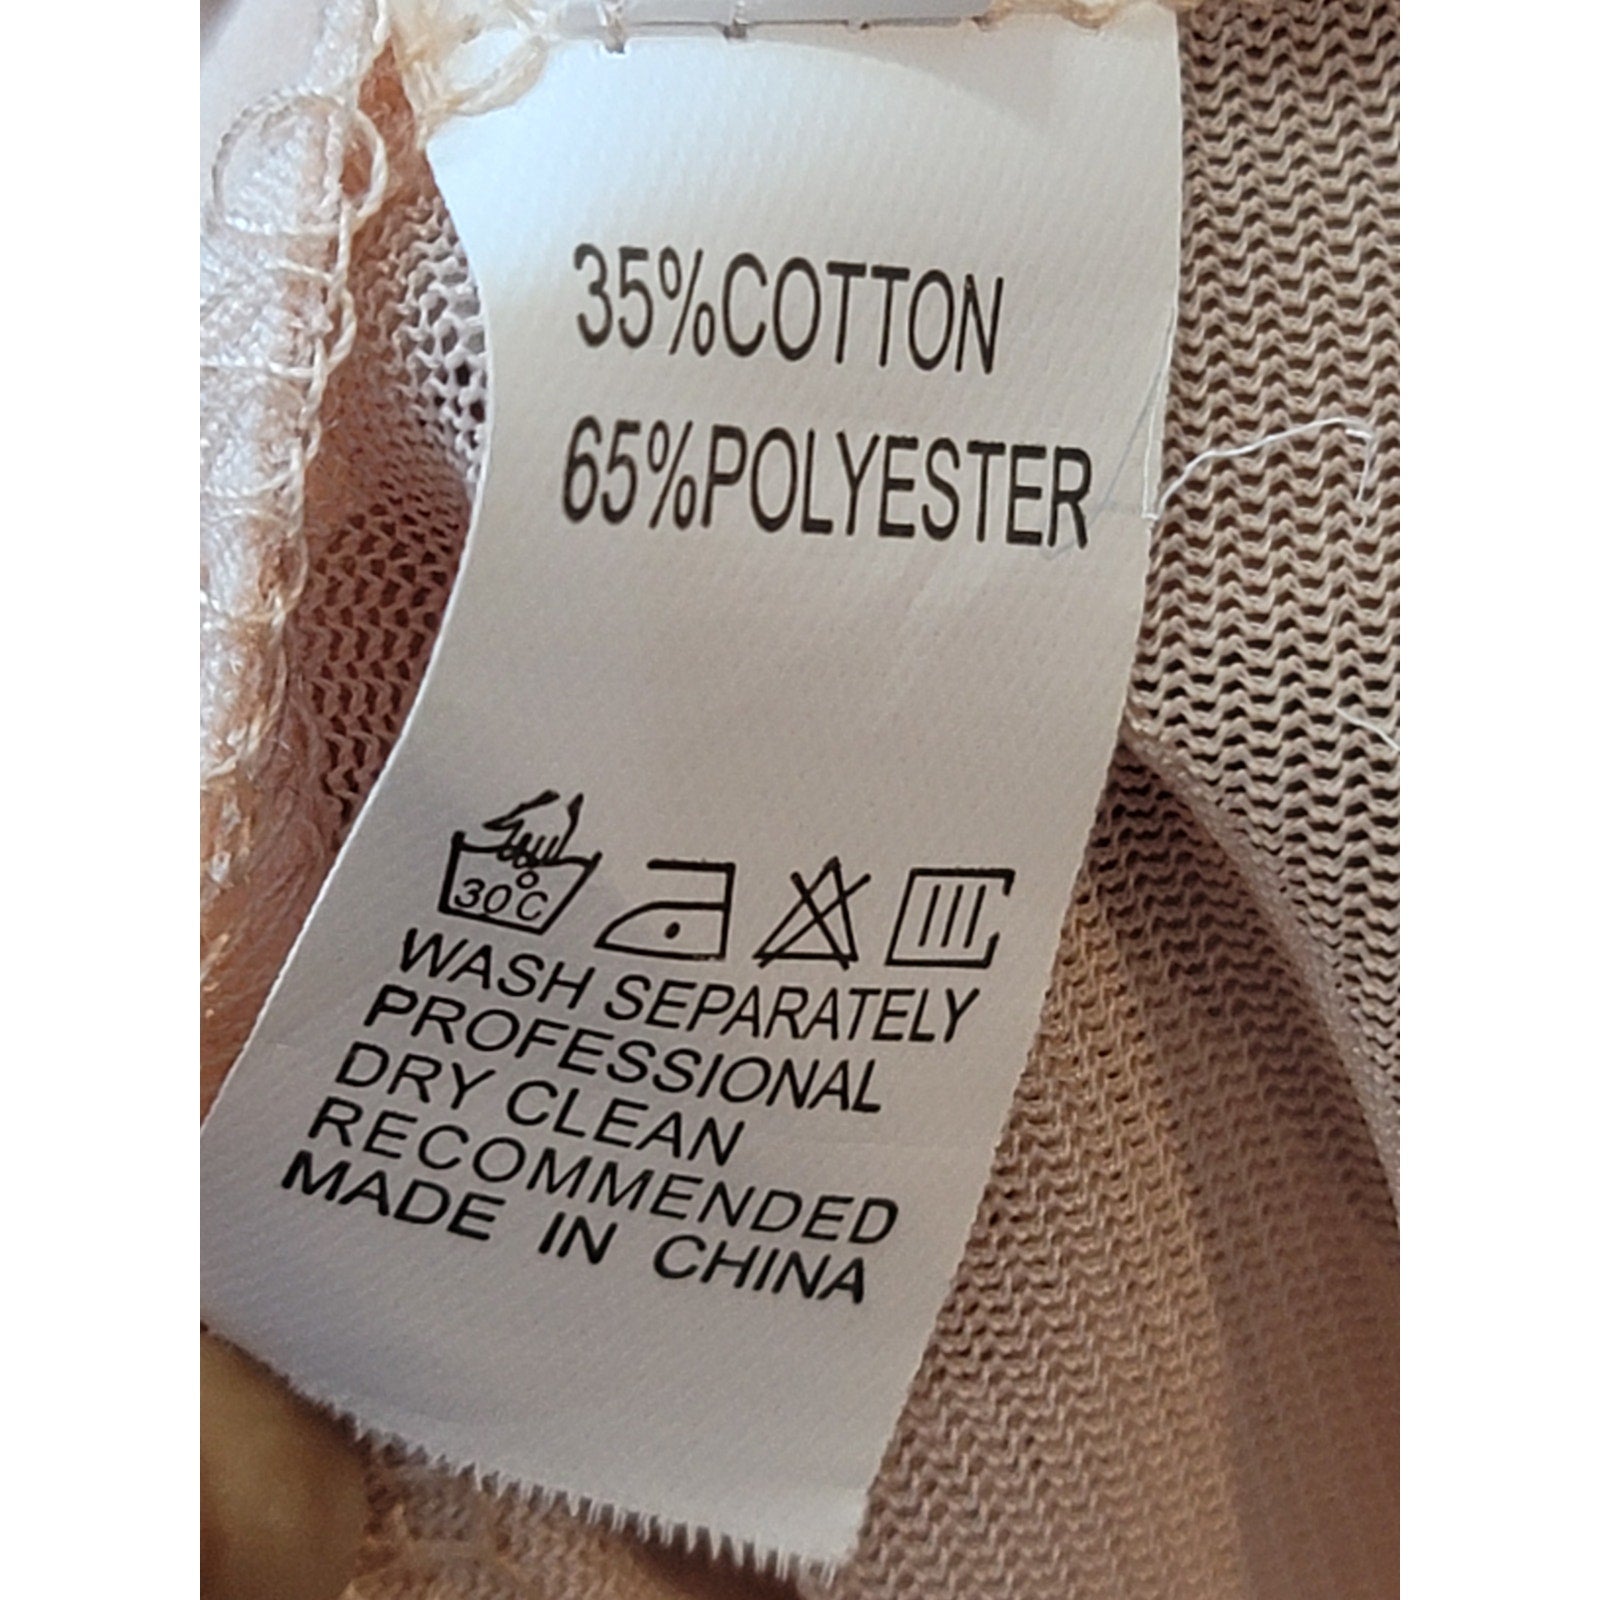 35%COTTON
65%POLYESTER
30°C
WASH SEPARATELY
PROFESSIONAL
DRY CLEAN
RECOMMENDED
MADE IN CHINA